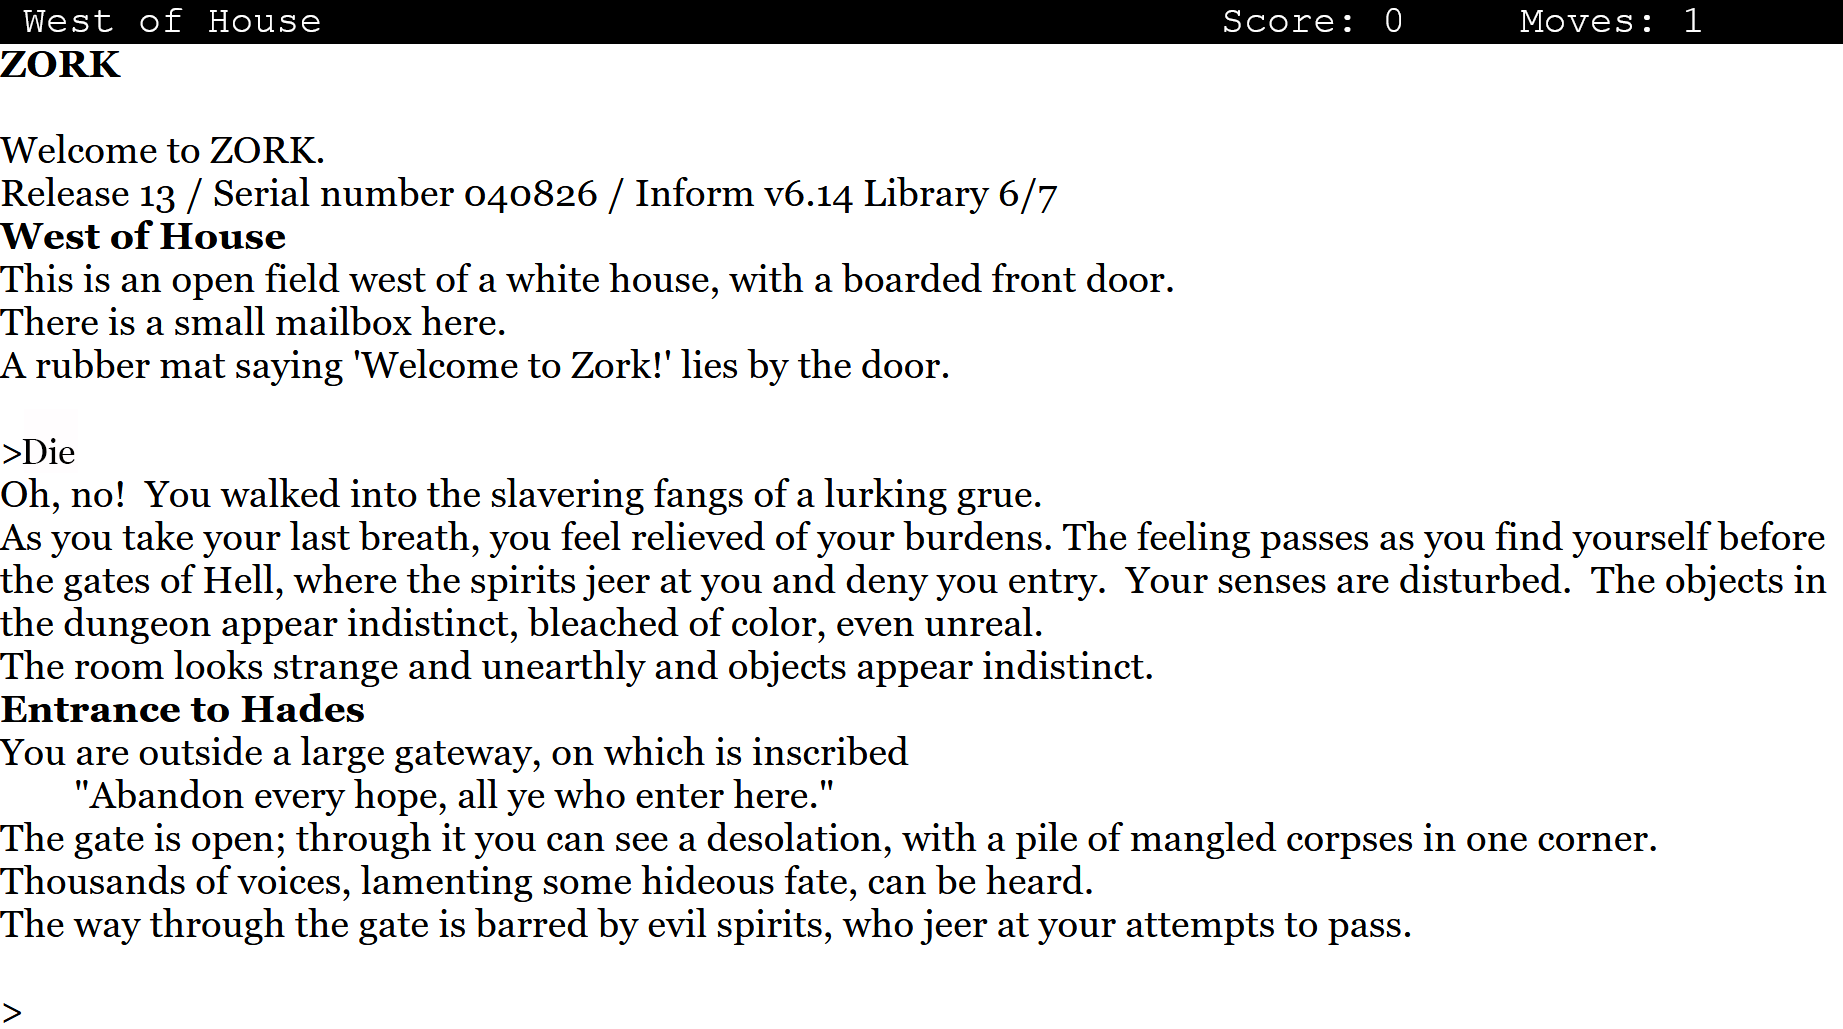 West of House Score: 0 Moves: 1
ZORK
Welcome to ZORK.
Release 13 / Serial number 040826 / Inform v6.14 Library 6/7
West of House
This is an open field west of a white house, with a boarded front door.
There is a small mailbox here.
A rubber mat saying 'Welcome to Zork!' lies by the door.
>Die
Oh, no!  You walked into the slavering fangs of a lurking grue.
As you take your last breath, you feel relieved of your burdens. The feeling passes as you find yourself before
the gates of Hell, where the spirits jeer at you and deny you entry.  Your senses are disturbed.  The objects in
the dungeon appear indistinct, bleached of color, even unreal.
The room looks strange and unearthly and objects appear indistinct.
Entrance to Hades
You are outside a large gateway, on which is inscribed
"Abandon every hope, all ye who enter here."
The gate is open; through it you can see a desolation, with a pile of mangled corpses in one corner.
Thousands of voices, lamenting some hideous fate, can be heard.
The way through the gate is barred by evil spirits, who jeer at your attempts to pass.
>